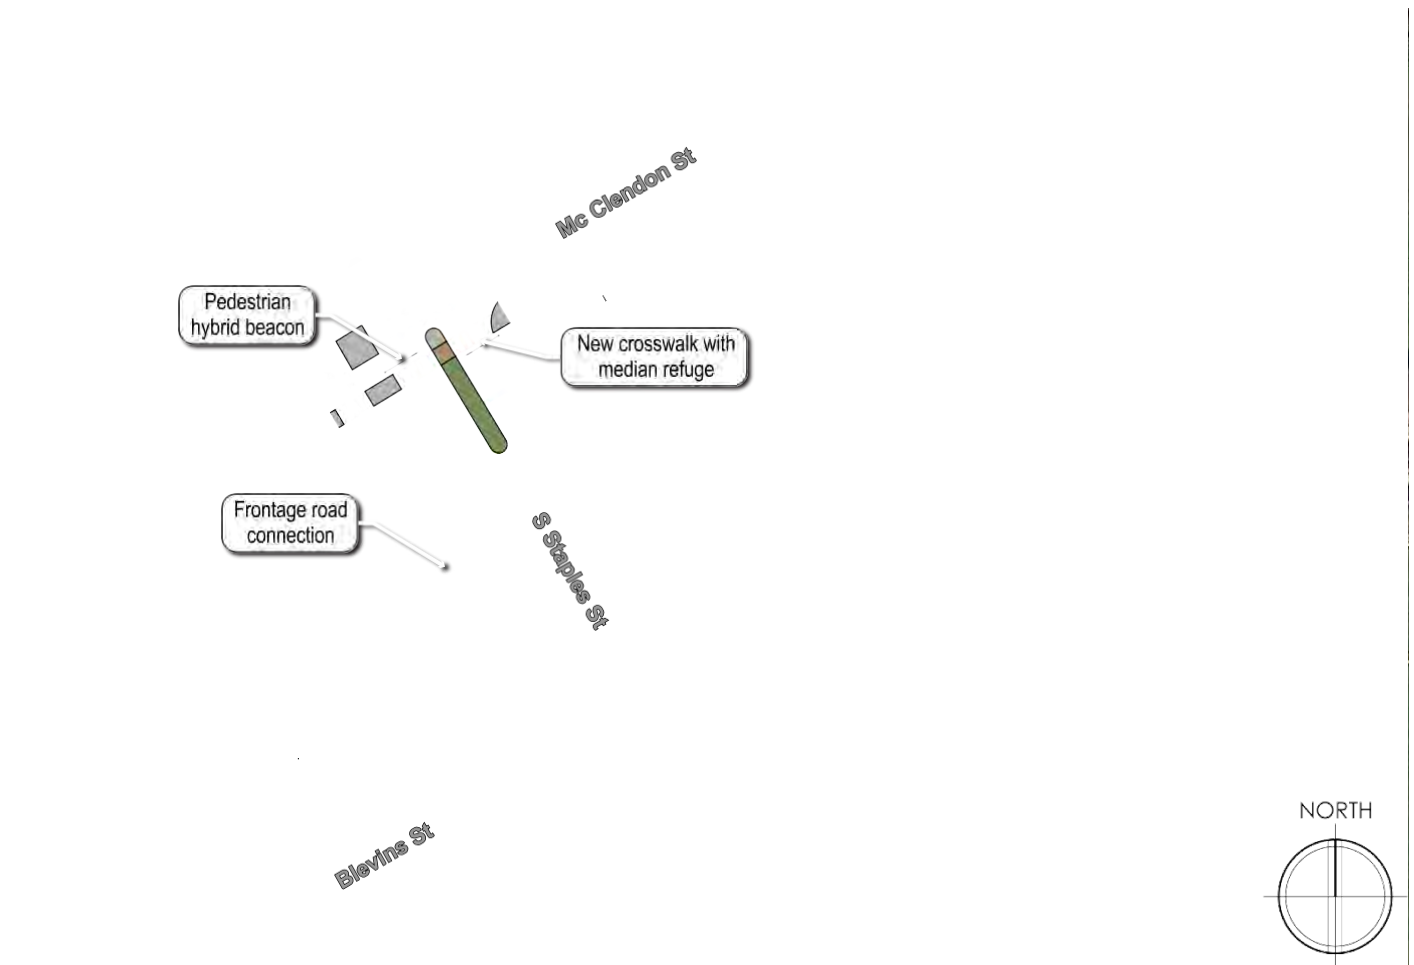 Mc Clendon St
Pedestrian
hybrid beacon
New crosswalk with
median refuge
Frontage road
connection
S Staples St
Blevins St
NORTH